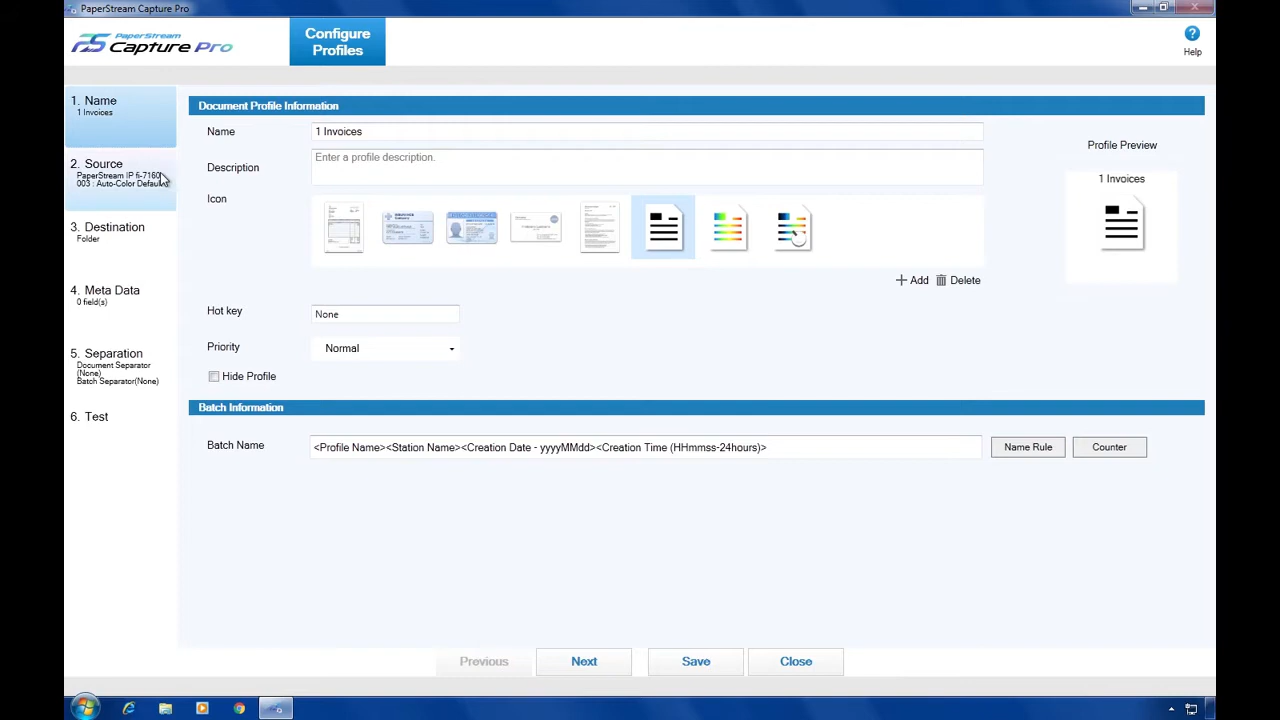 PaperStream Capture Pro
PaperStream
Capture Pro
Configure
Profiles
Help
1. Name
1 Invoices
2. Source
PaperStream IP fi-7160
003 : Auto-Color Default
3. Destination
Folder
4. Meta Data
0 field(s)
5. Separation
Document Separator
(None)
Batch Separator(None)
6. Test
Document Profile Information
Name
1 Invoices
Description
Enter a profile description.
Icon
Profile Preview
1 Invoices
Add
Delete
Hot key
None
Priority
Normal
Hide Profile
Batch Information
Batch Name
<Profile Name><Station Name><Creation Date - yyyyMMdd><Creation Time (HHmmss-24hours)>
Name Rule
Counter
Previous
Next
Save
Close